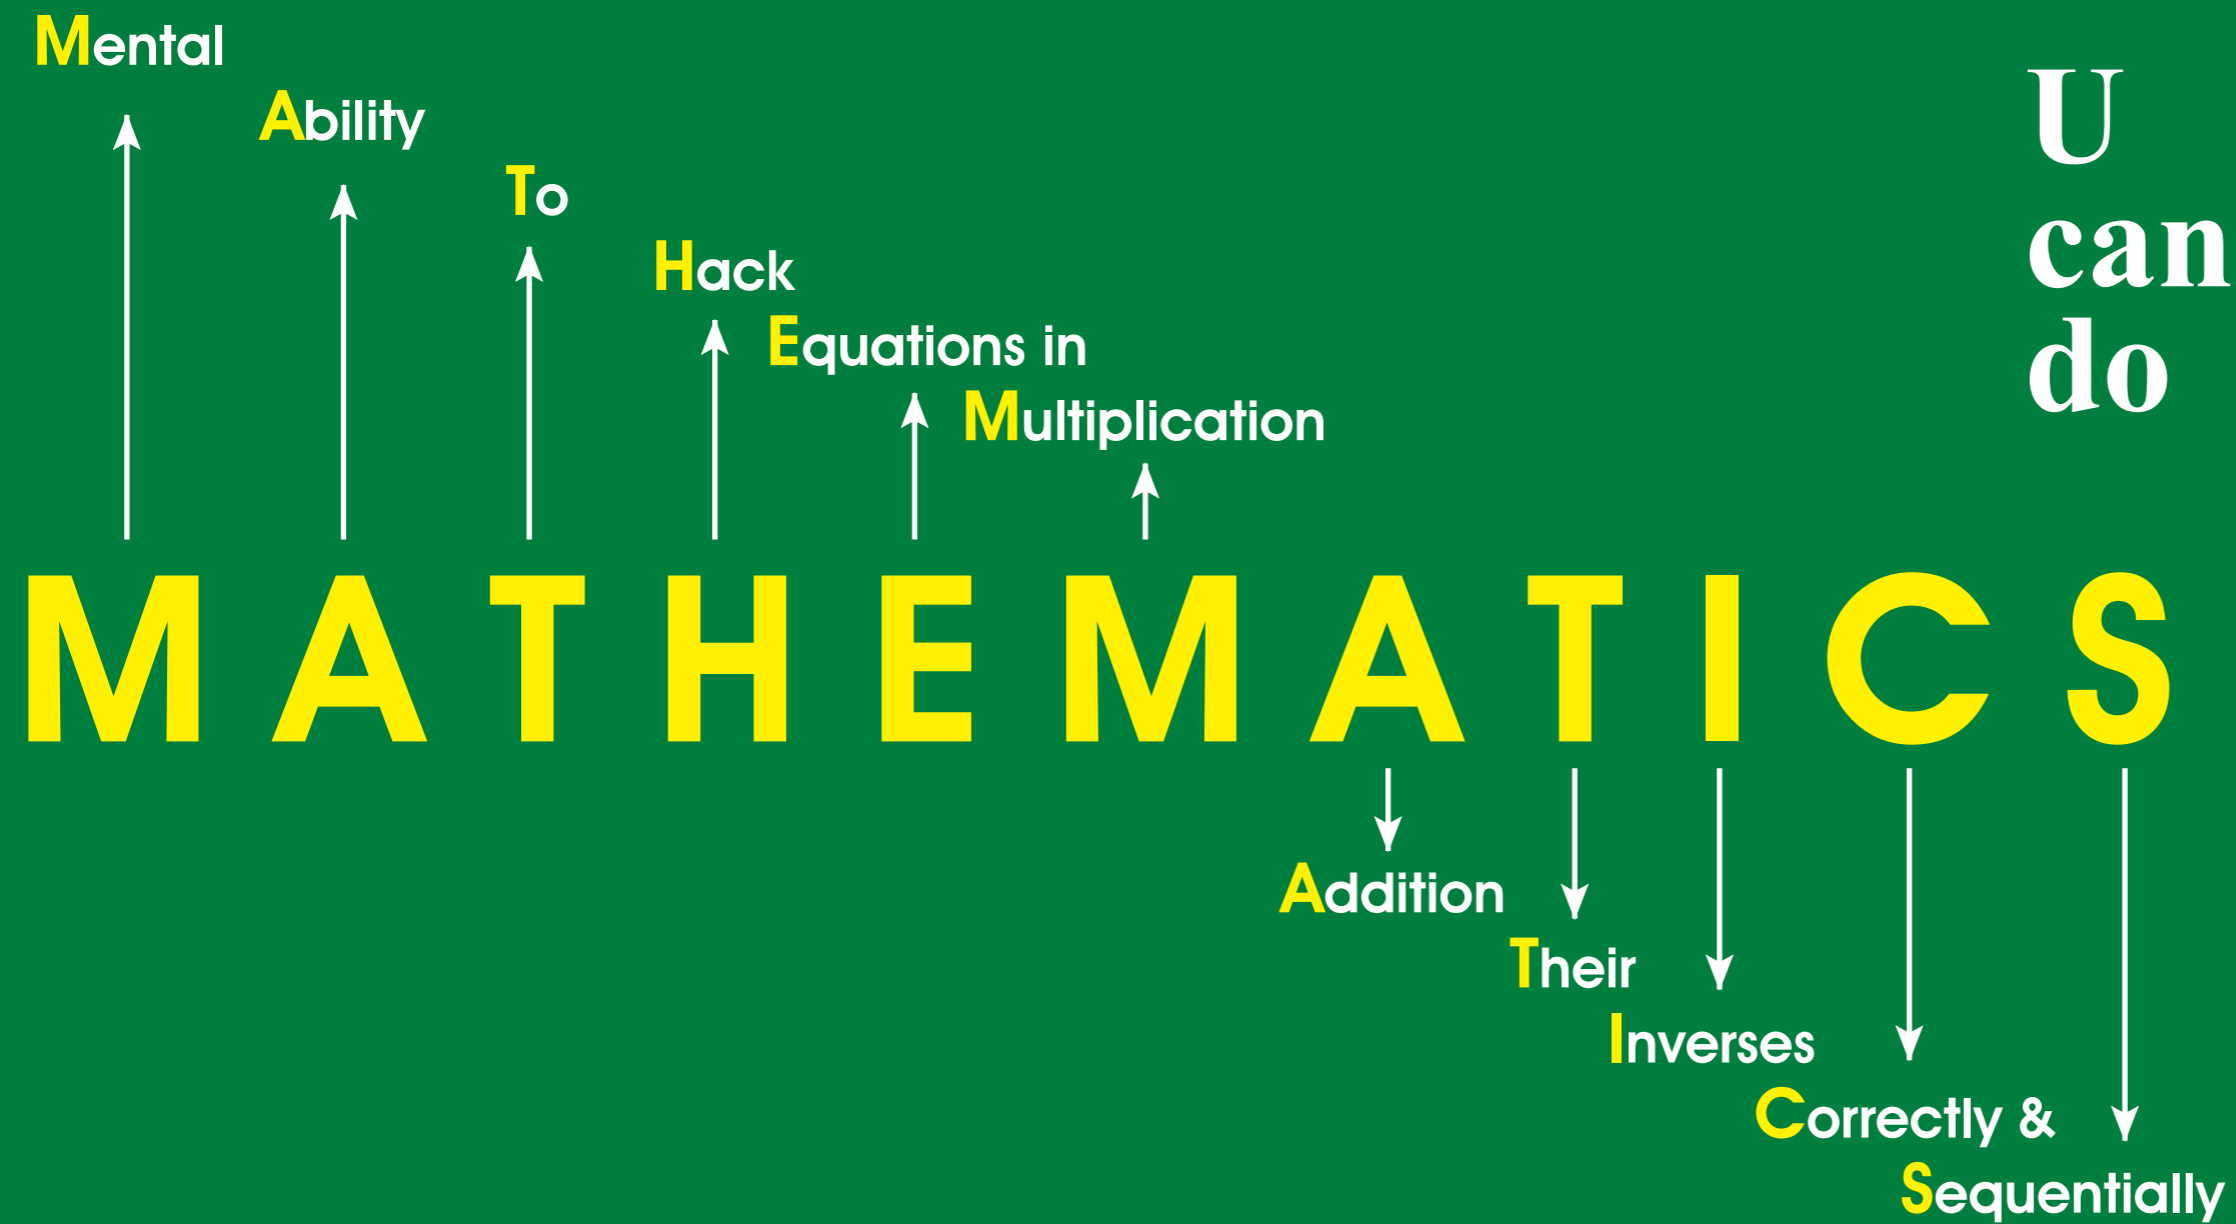 Mental
Ability
To
Hack
Equations in
Multiplication
U
can
do
MATHEMATICS
Addition
Their
Inverses
Correctly &
Sequentially